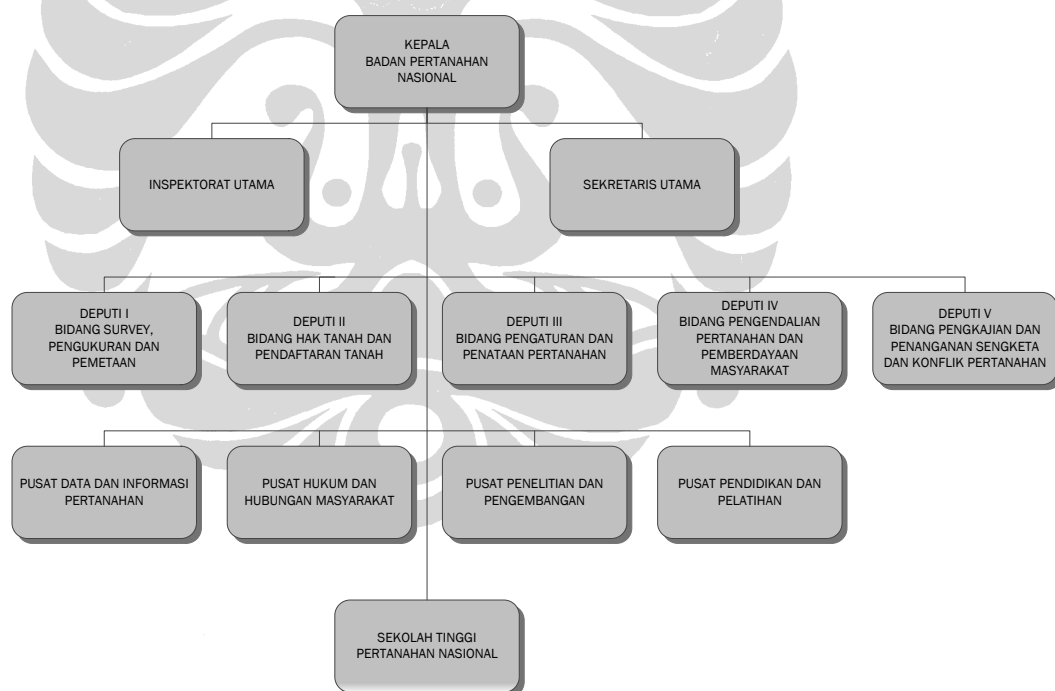 KEPALA
BADAN PERTANAHAN
NASIONAL
INSPEKTORAT UTAMA
SEKRETARIS UTAMA
DEPUTI I
BIDANG SURVEY,
PENGUKURAN DAN
PEMETAAN
DEPUTI II
BIDANG HAK TANAH DAN
PENDAFTARAN TANAH
DEPUTI III
BIDANG PENGATURAN DAN
PENATAAN PERTANAHAN
DEPUTI IV
BIDANG PENGENDALIAN
PERTANAHAN DAN
PEMBERDAYAAN
MASYARAKAT
DEPUTI V
BIDANG PENGKAJIAN DAN
PENANGANAN SENGKETA
DAN KONFLIK PERTANAHAN
PUSAT DATA DAN INFORMASI
PERTANAHAN
PUSAT HUKUM DAN
HUBUNGAN MASYARAKAT
PUSAT PENELITIAN DAN
PENGEMBANGAN
PUSAT PENDIDIKAN DAN
PELATIHAN
SEKOLAH TINGGI
PERTANAHAN NASIONAL